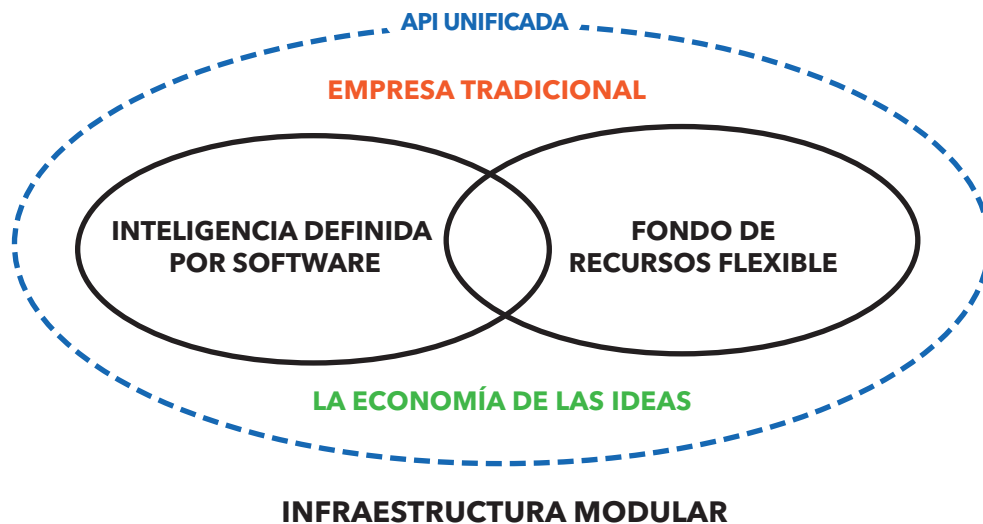 API UNIFICADA
EMPRESA TRADICIONAL
INTELIGENCIA DEFINIDA
POR SOFTWARE
FONDO DE
RECURSOS FLEXIBLE
LA ECONOMÍA DE LAS IDEAS
INFRAESTRUCTURA MODULAR